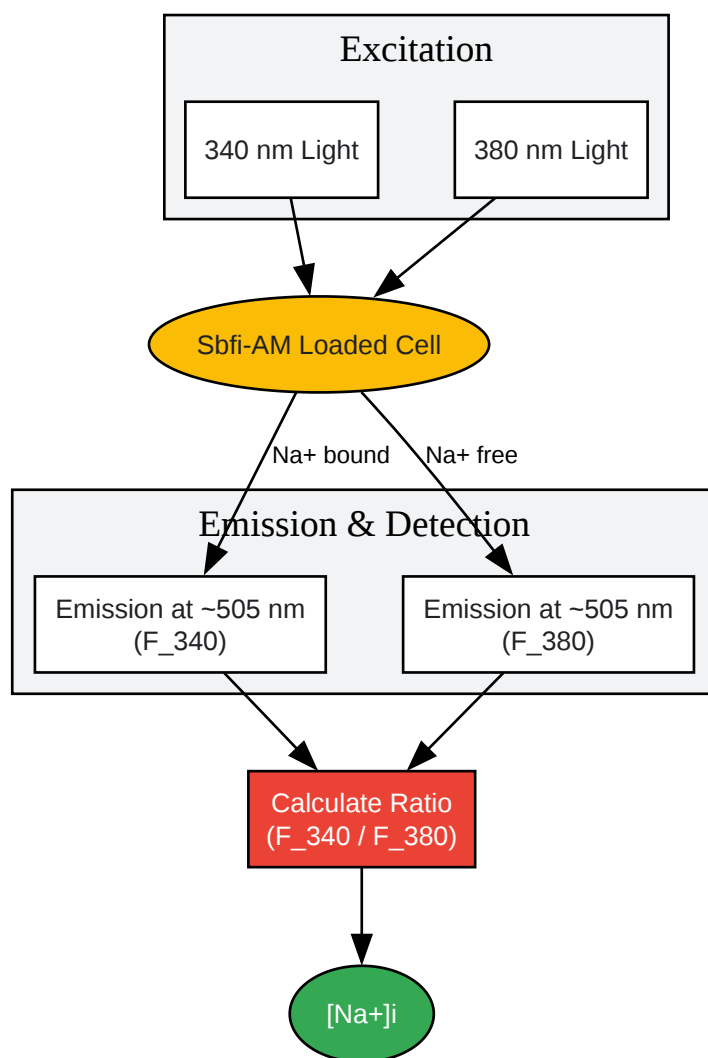 Excitation
340 nm Light
380 nm Light
Sbfi-AM Loaded Cell
Na+ bound
Na+ free
Emission & Detection
Emission at ~505 nm
(F_340)
Emission at ~505 nm
(F_380)
Calculate Ratio
(F_340 / F_380)
[Na+]i